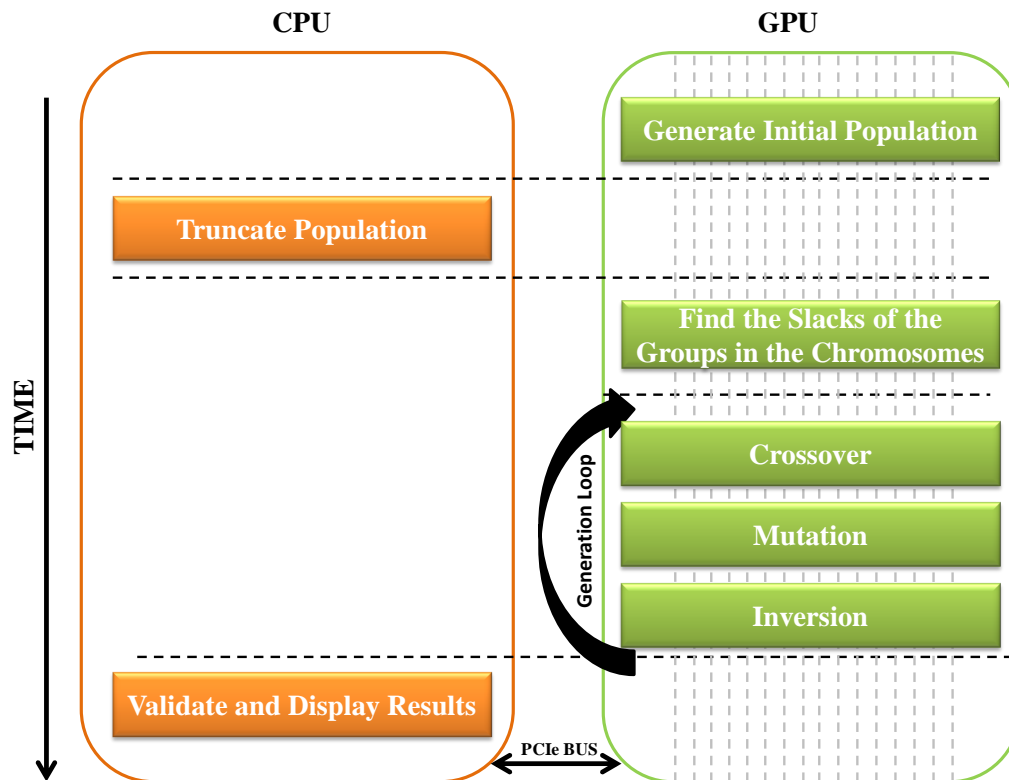 CPU
GPU
TIME
Generate Initial Population
Truncate Population
Find the Slacks of the
Groups in the Chromosomes
Generation Loop
Crossover
Mutation
Inversion
Validate and Display Results
PCIe BUS